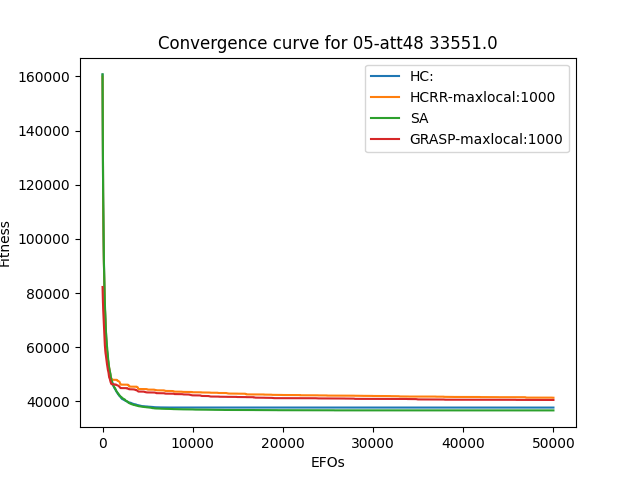 Convergence curve for 05-att48 33551.0
HC:
HCRR-maxlocal:1000
SA
GRASP-maxlocal:1000
160000
140000
120000
100000
80000
60000
40000
0 10000 20000 30000 40000 50000
EFOs